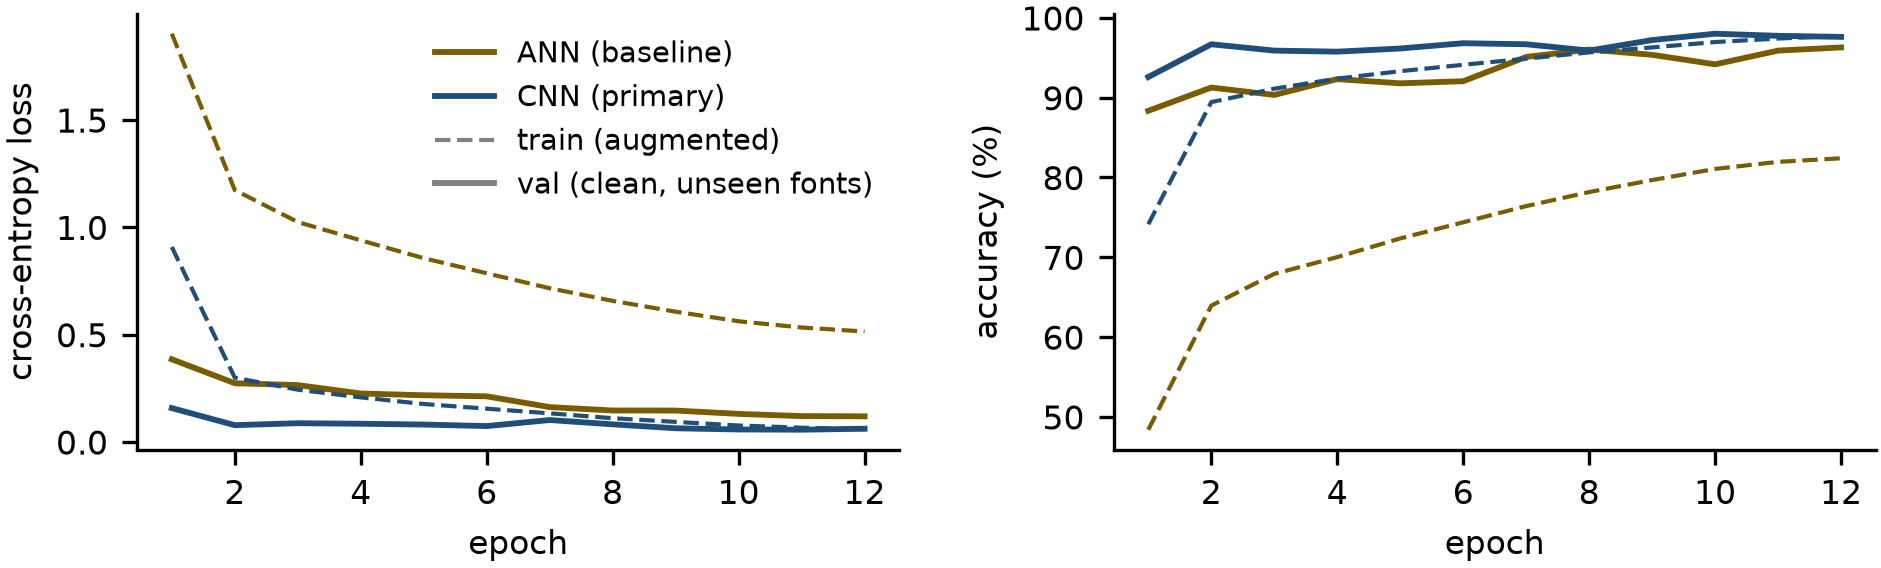 cross-entropy loss
1.5
1.0
0.5
0.0
2 4 6 8 10 12
epoch
ANN (baseline)
CNN (primary)
train (augmented)
val (clean, unseen fonts)
accuracy (%)
100
90
80
70
60
50
2 4 6 8 10 12
epoch